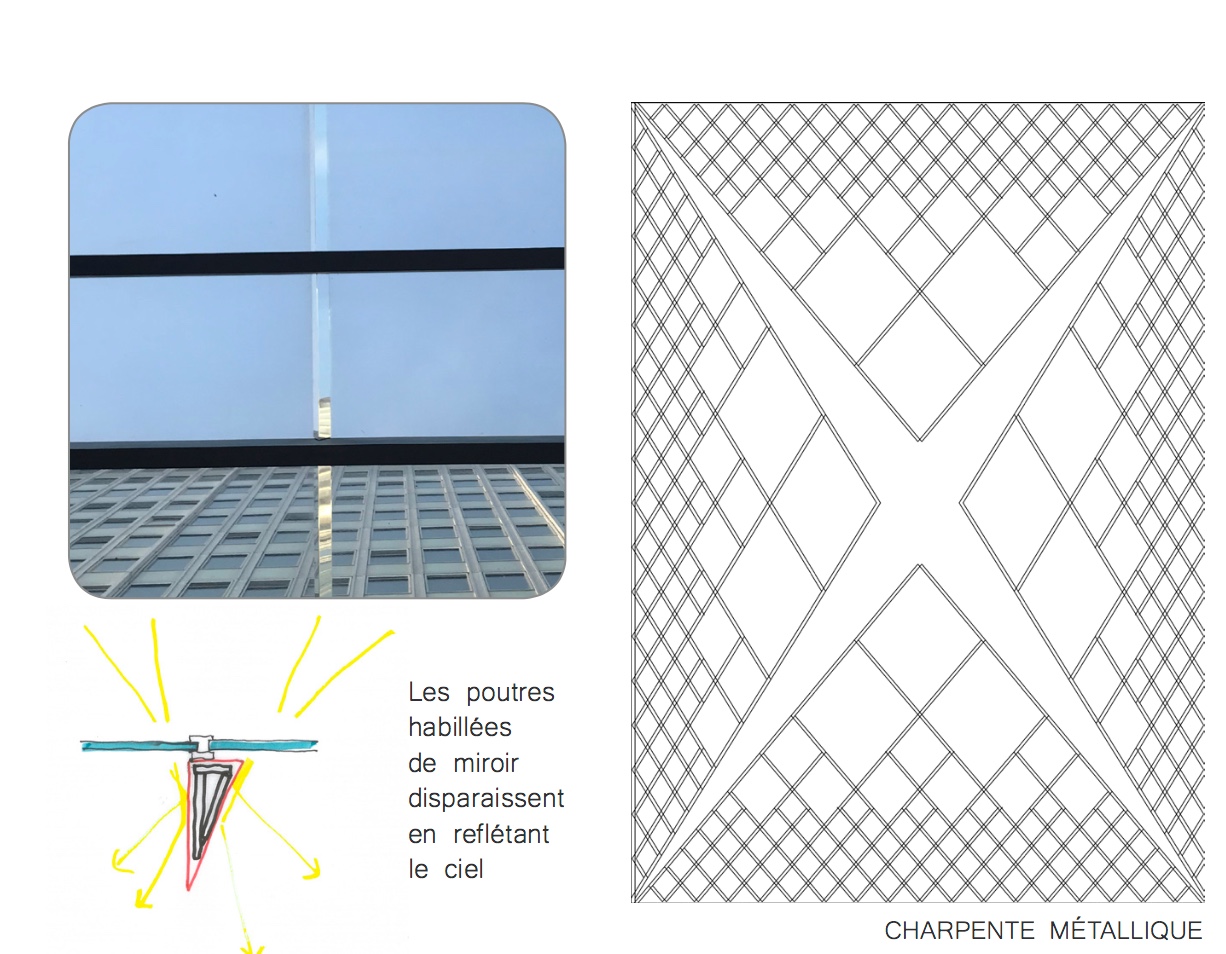 Les poutres
habillées
de miroir
disparaissent
en reflétant
le ciel
CHARPENTE MÉTALLIQUE